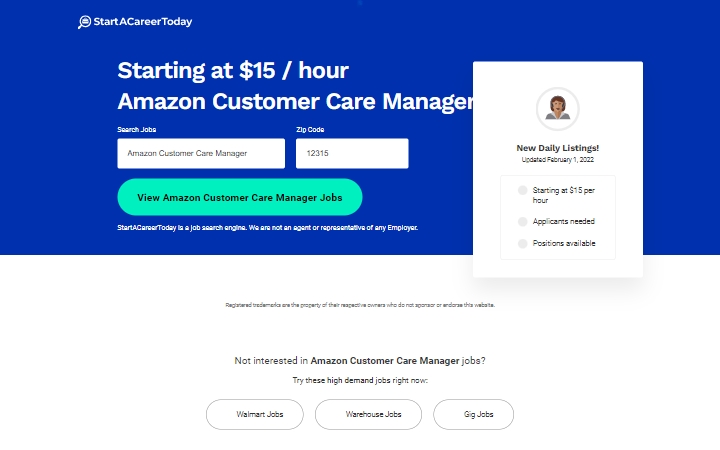 StartACareerToday
Starting at $15 / hour
Amazon Customer Care Manager
Search Jobs
Zip Code
Amazon Customer Care Manager
12315
View Amazon Customer Care Manager Jobs
StartACareerToday is a job search engine. We are not an agent or representative of any Employer.
New Daily Listings!
Updated February 1, 2022
Starting at $15 per
hour
Applicants needed
Positions available
Registered trademarks are the property of their respective owners who do not sponsor or endorse this website.
Not interested in Amazon Customer Care Manager jobs?
Try these high demand jobs right now:
Walmart Jobs
Warehouse Jobs
Gig Jobs